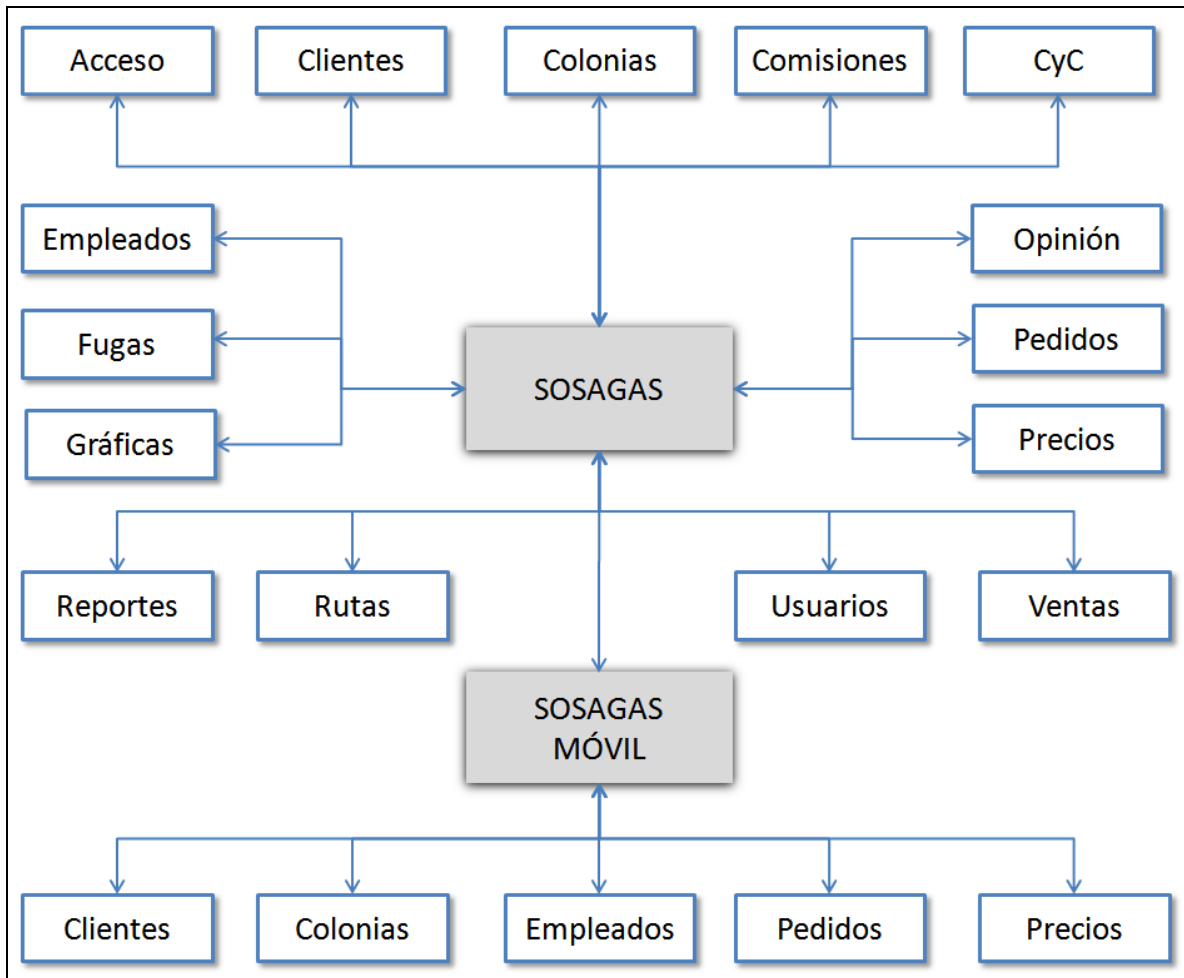 Acceso
Clientes
Colonias
Comisiones
CyC
Empleados
Opinión
Fugas
Pedidos
SOSAGAS
Gráficas
Precios
Reportes
Rutas
Usuarios
Ventas
SOSAGAS
MÓVIL
Clientes
Colonias
Empleados
Pedidos
Precios